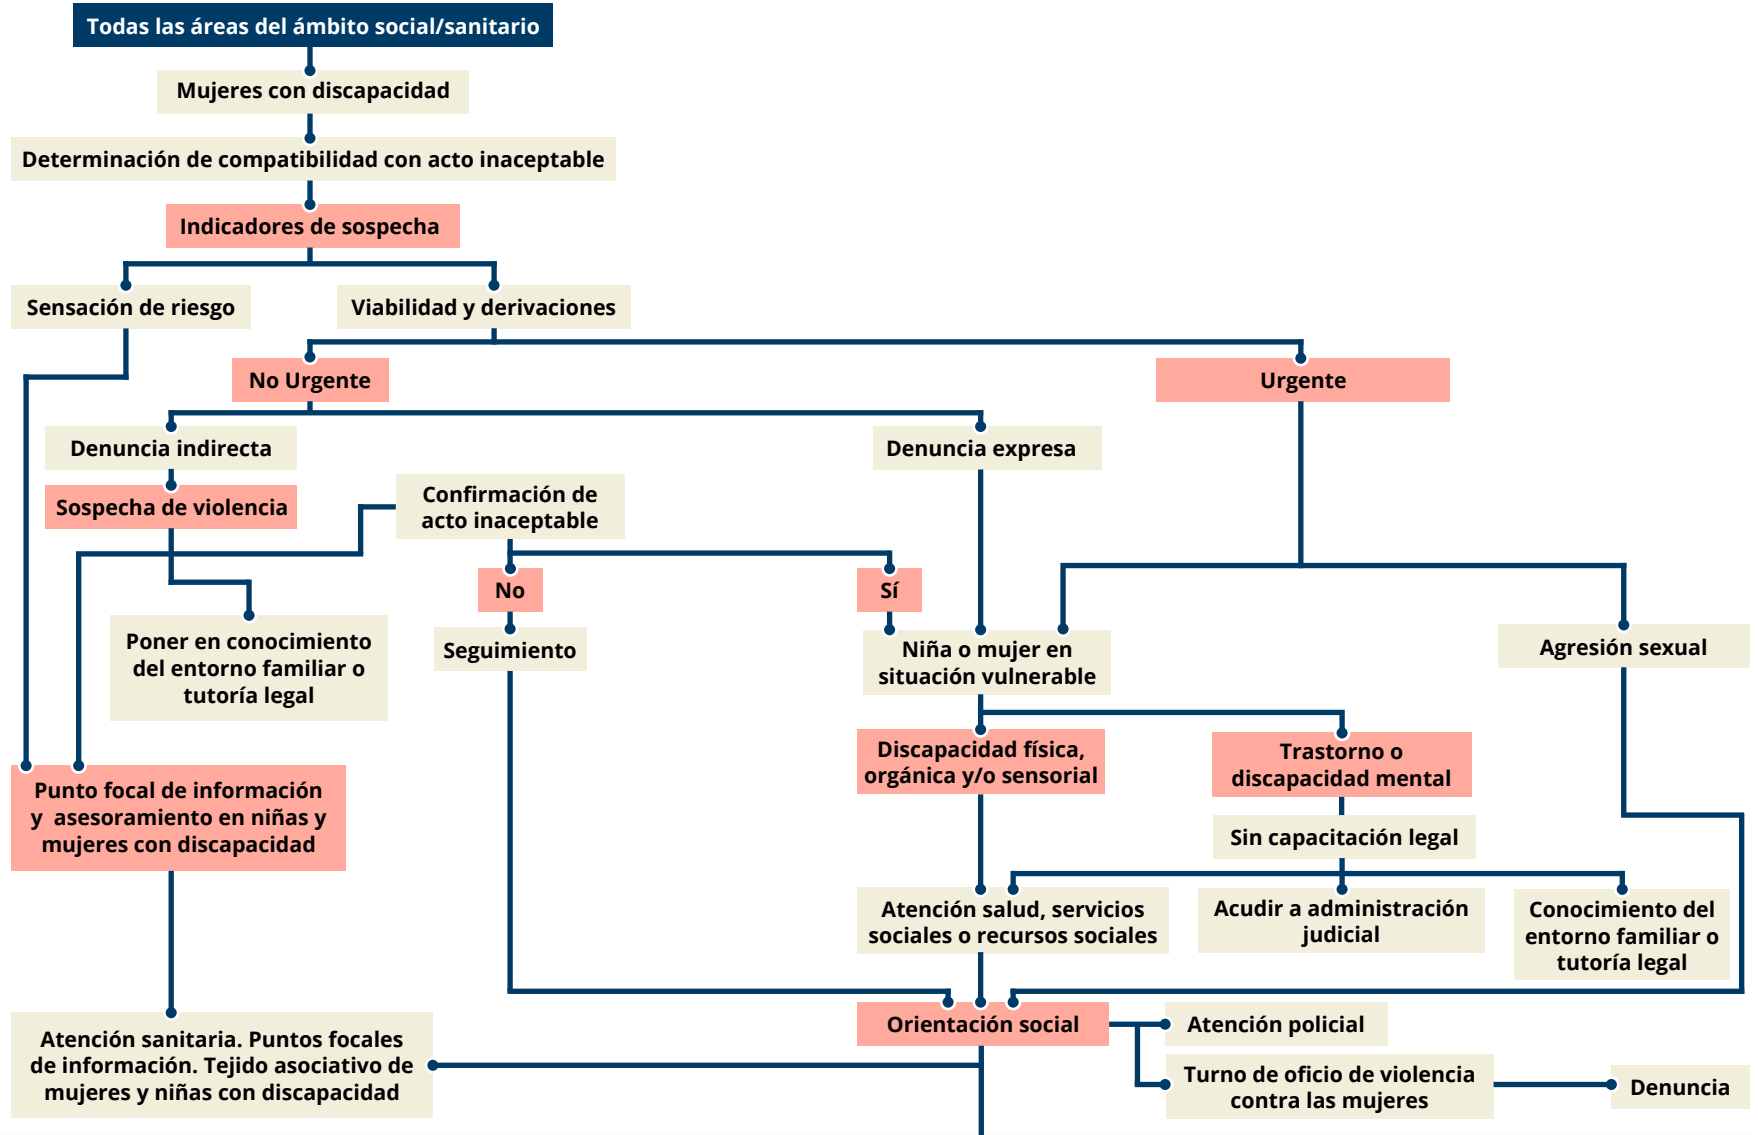 Todas las áreas del ámbito social/sanitario
Mujeres con discapacidad
Determinación de compatibilidad con acto inaceptable
Indicadores de sospecha
Sensación de riesgo
Viabilidad y derivaciones
No Urgente
Urgente
Denuncia indirecta
Denuncia expresa
Sospecha de violencia
Confirmación de
acto inaceptable
No
Sí
Poner en conocimiento
del entorno familiar o
tutoría legal
Seguimiento
Niña o mujer en
situación vulnerable
Agresión sexual
Discapacidad física,
orgánica y/o sensorial
Trastorno o
discapacidad mental
Punto focal de información
y asesoramiento en niñas y
mujeres con discapacidad
Sin capacitación legal
Atención salud, servicios
sociales o recursos sociales
Acudir a administración
judicial
Conocimiento del
entorno familiar o
tutoría legal
Orientación social
Atención policial
Atención sanitaria. Puntos focales
de información. Tejido asociativo de
mujeres y niñas con discapacidad
Turno de oficio de violencia
contra las mujeres
Denuncia